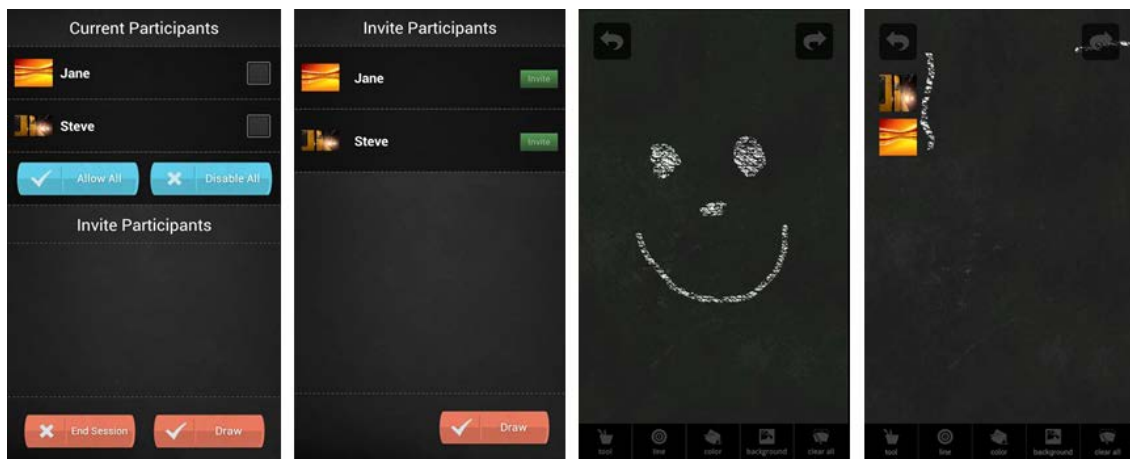 Current Participants
Jane
Steve
Allow All
Disable All
Invite Participants
End Session
Draw
Invite Participants
Jane
Invite
Steve
Invite
Draw
tool
line
color
background
clear all
tool
line
color
background
clear all